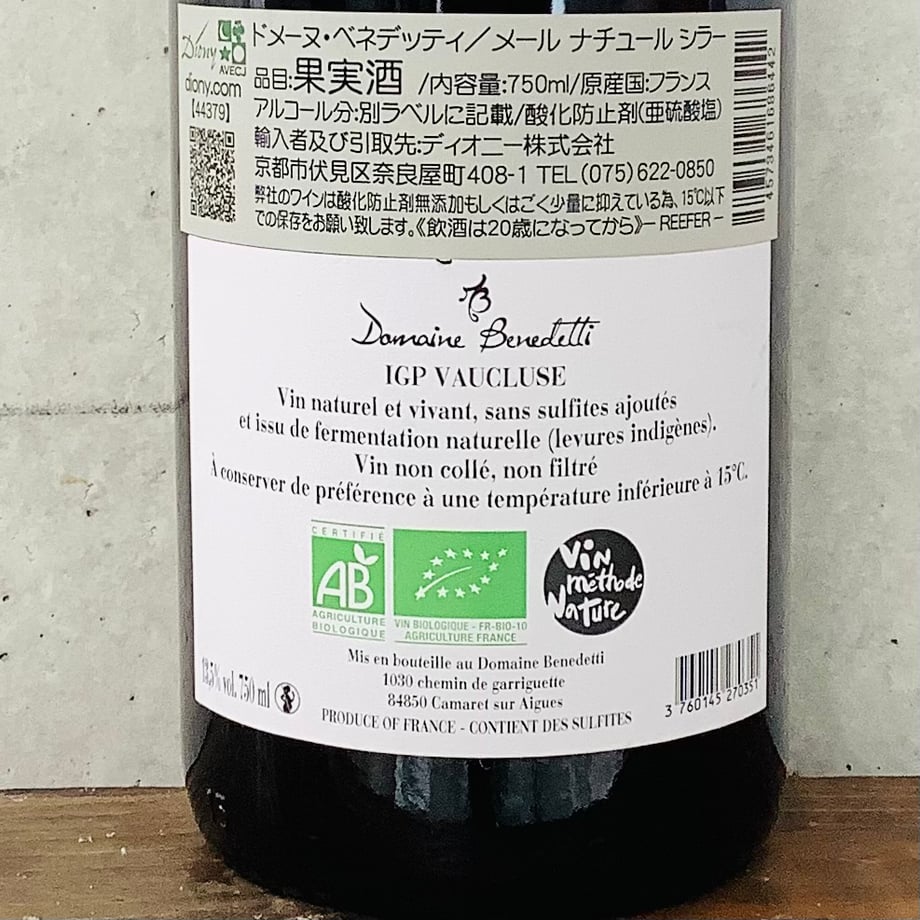 Diony
AVECJ
diony.com
【44379】
ドメーヌ・ベネデッティ／メール ナチュール シラー
品目:果実酒 /内容量:750ml/原産国:フランス
アルコール分:別ラベルに記載/酸化防止剤(亜硫酸塩)
輸入者及び引取先:ディオニー株式会社
京都市伏見区奈良屋町408-1 TEL(075)622-0850
弊社のワインは酸化防止剤無添加もしくはごく少量に抑えている為、15℃以下
での保存をお願い致します。《飲酒は20歳になってから》─ REEFER ─
Domaine Benedetti
IGP VAUCLUSE
Vin naturel et vivant, sans sulfites ajoutés
et issu de fermentation naturelle (levures indigènes).
Vin non collé, non filtré
À conserver de préférence à une température inférieure à 15°C.
CERTIFIÉ
AB
AGRICULTURE
BIOLOGIQUE
VIN BIOLOGIQUE - FR-BIO-10
AGRICULTURE FRANCE
Vin
méthode
Nature
Mis en bouteille au Domaine Benedetti
1030 chemin de garriguette
84850 Camaret sur Aigues
PRODUCE OF FRANCE - CONTIENT DES SULFITES
13,5% vol. 750 ml
3 760145 270351